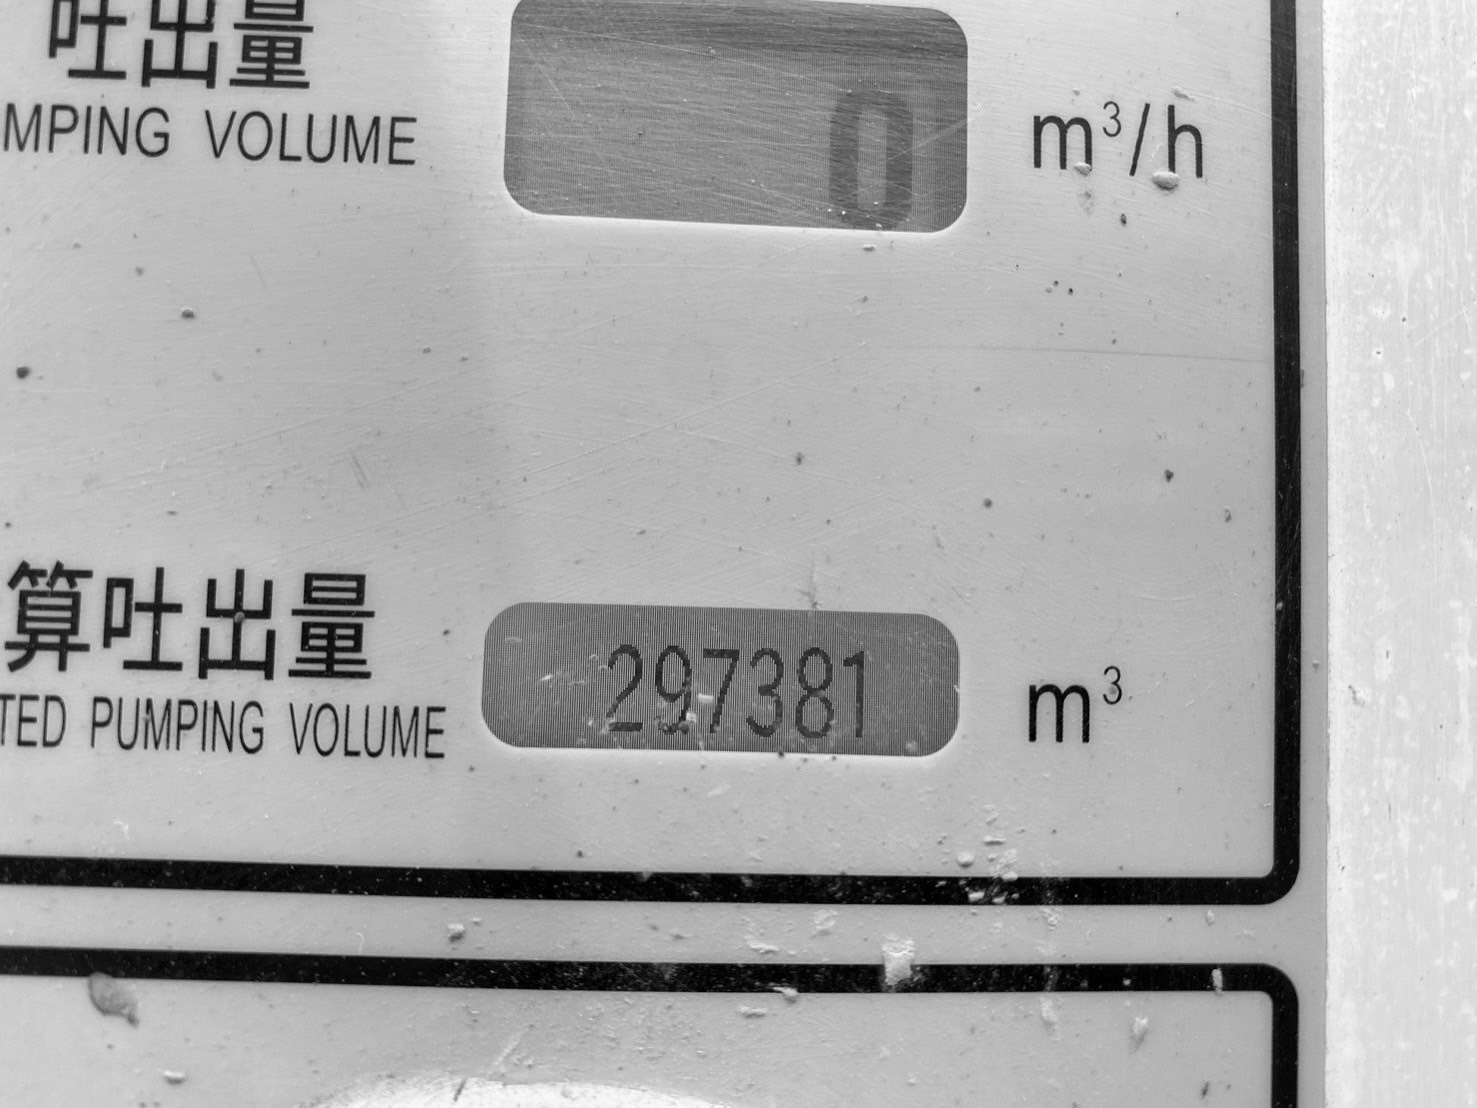 吐出量
MPING VOLUME
0 m³/h
算吐出量
TED PUMPING VOLUME
297381 m³